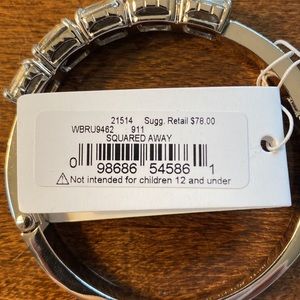 21514 Sugg. Retail $78.00
WBRU9462 911
SQUARED AWAY
0 98686 54586 1
⚠Not intended for children 12 and under